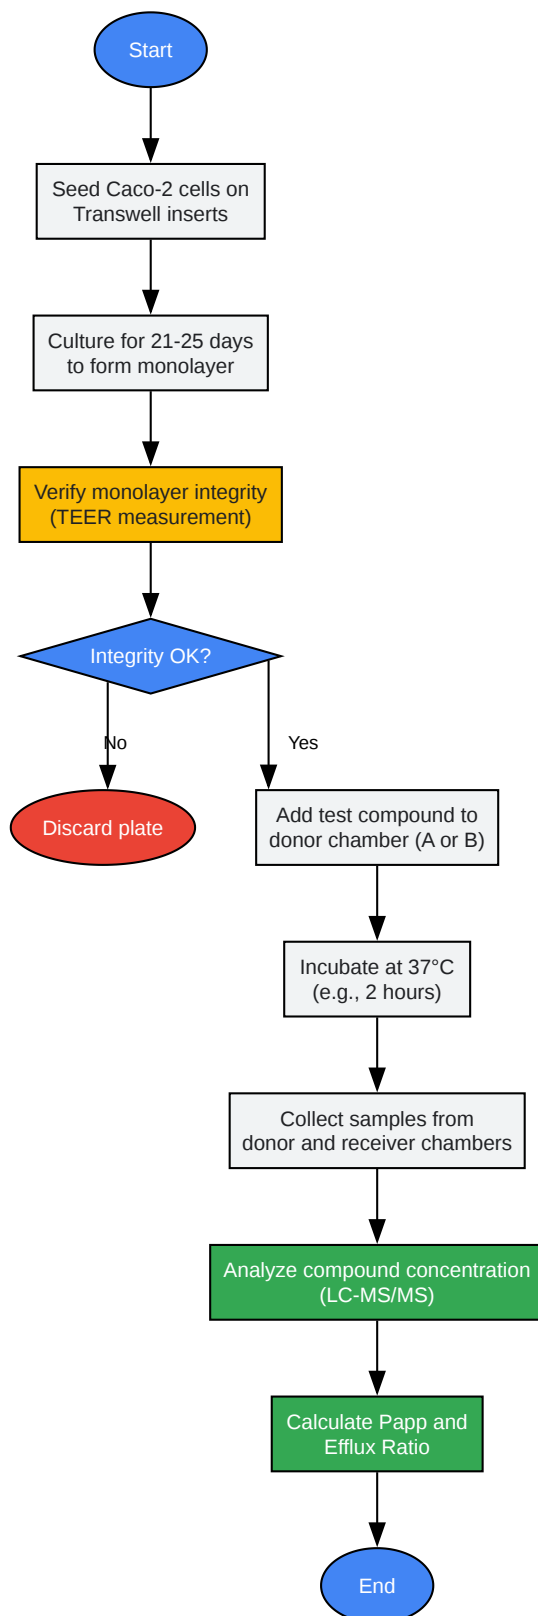 Start
Seed Caco-2 cells on
Transwell inserts
Culture for 21-25 days
to form monolayer
Verify monolayer integrity
(TEER measurement)
Integrity OK?
No
Yes
Discard plate
Add test compound to
donor chamber (A or B)
Incubate at 37°C
(e.g., 2 hours)
Collect samples from
donor and receiver chambers
Analyze compound concentration
(LC-MS/MS)
Calculate Papp and
Efflux Ratio
End